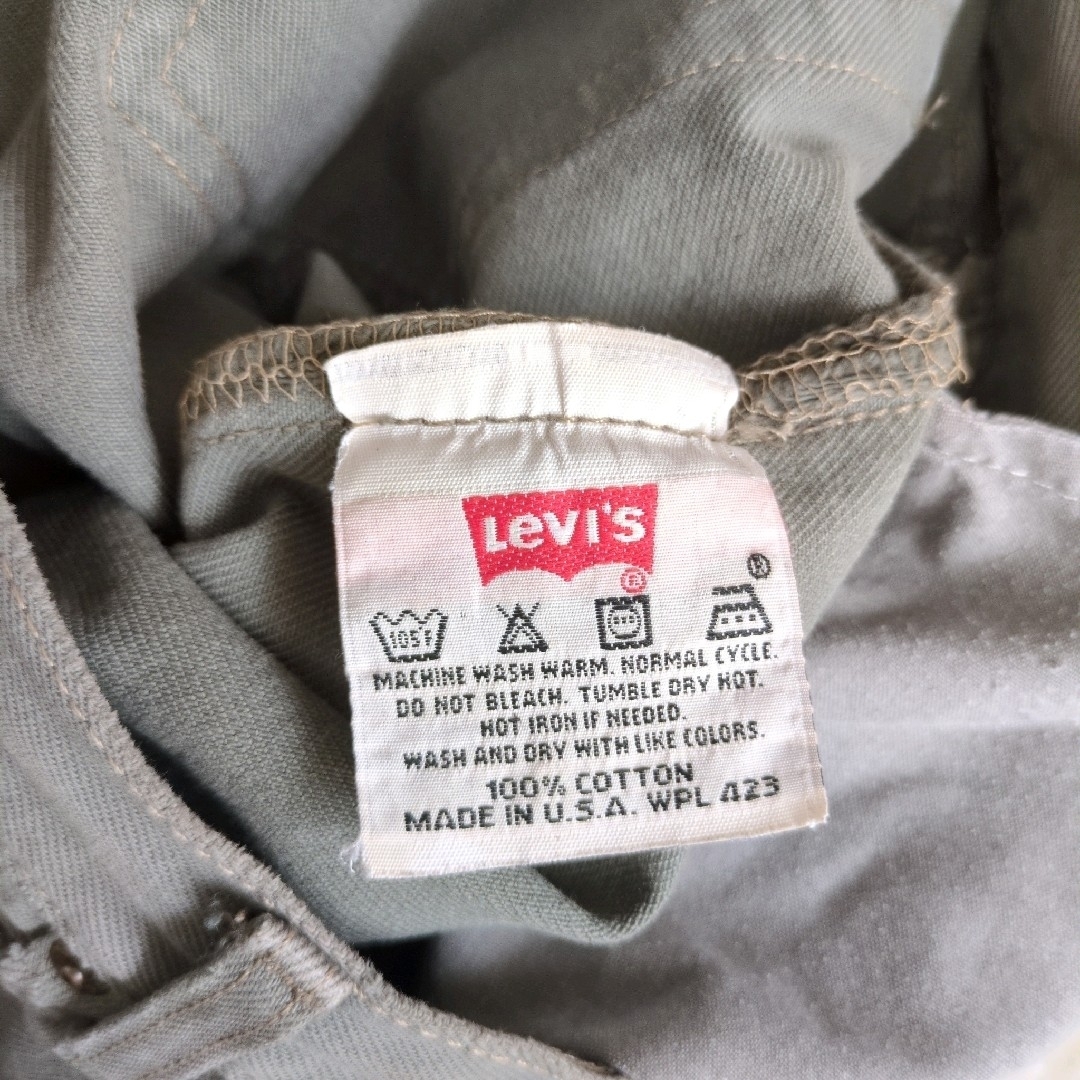 LEVI'S
®
®
105F
MACHINE WASH WARM. NORMAL CYCLE.
DO NOT BLEACH. TUMBLE DRY HOT.
HOT IRON IF NEEDED.
WASH AND DRY WITH LIKE COLORS.
100% COTTON
MADE IN U.S.A. WPL 423